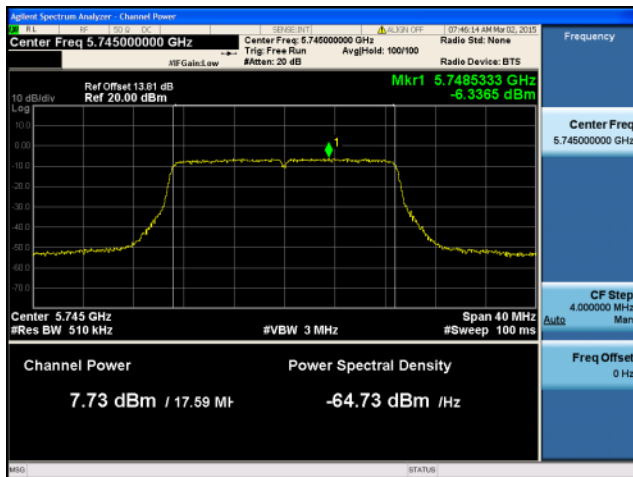 Agilent Spectrum Analyzer - Channel Power
RL RF 50 Ω DC SENSE:INT ALIGN OFF 07:46:14 AM Mar 02, 2015
Center Freq 5.745000000 GHz
Center Freq: 5.745000000 GHz
Radio Std: None
Trig: Free Run Avg|Hold: 100/100
#IFGain:Low #Atten: 20 dB Radio Device: BTS
Frequency
Mkr1 5.7485333 GHz
-6.3365 dBm
Ref Offset 13.81 dB
10 dB/div Ref 20.00 dBm
Log
10.0
0.00
-10.0
-20.0
-30.0
-40.0
-50.0
-60.0
-70.0
1
Center 5.745 GHz Span 40 MHz
#Res BW 510 kHz #VBW 3 MHz #Sweep 100 ms
Channel Power Power Spectral Density
7.73 dBm / 17.59 MH -64.73 dBm /Hz
Center Freq
5.745000000 GHz
CF Step
4.000000 MHz
Auto Man
Freq Offset
0 Hz
MSG STATUS